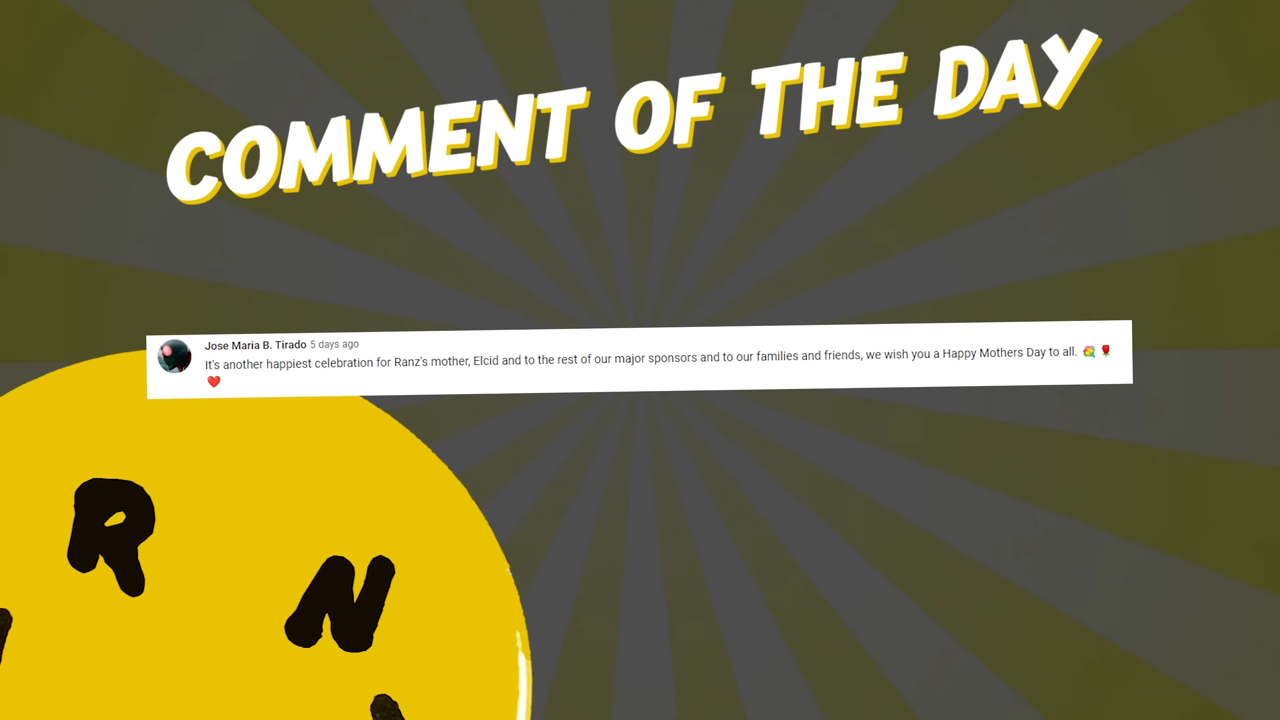 COMMENT OF THE DAY
Jose Maria B. Tirado 5 days ago
It's another happiest celebration for Ranz's mother, Elcid and to the rest of our major sponsors and to our families and friends, we wish you a Happy Mothers Day to all. 💐 🌹
❤️
R
N